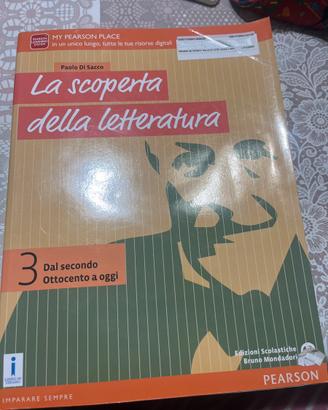 MY PEARSON PLACE
in un unico luogo, tutte le tue risorse digitali
Paolo Di Sacco
La scoperta
della letteratura
3 Dal secondo
Ottocento a oggi
Edizioni Scolastiche
Bruno Mondadori
PEARSON
IMPARARE SEMPRE